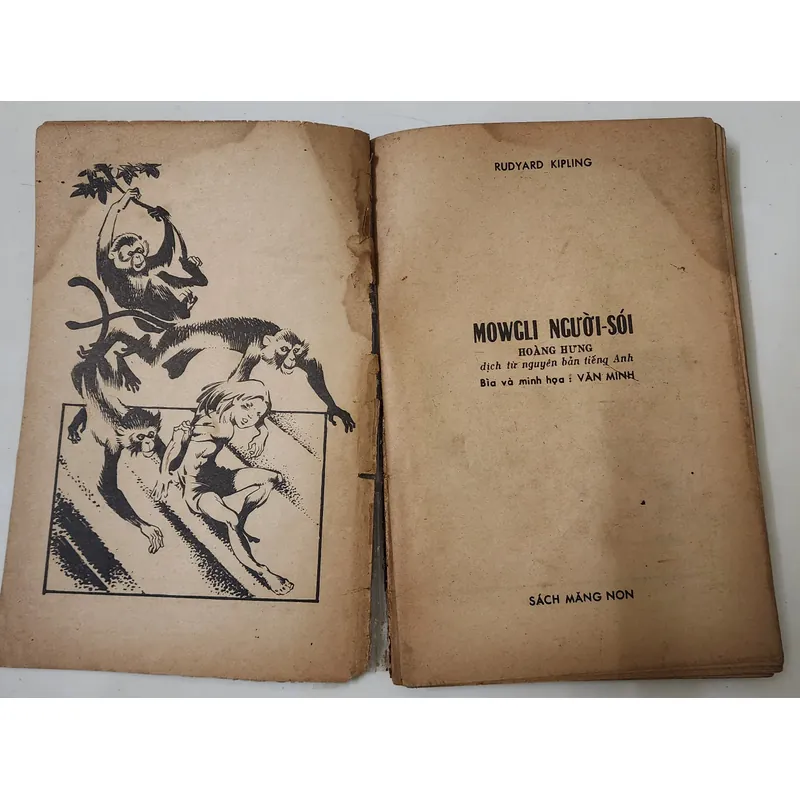 RUDYARD KIPLING
MOWGLI NGƯỜI-SÓI
HOÀNG HƯNG
dịch từ nguyên bản tiếng Anh
Bìa và minh họa : VĂN MINH
SÁCH MĂNG NON